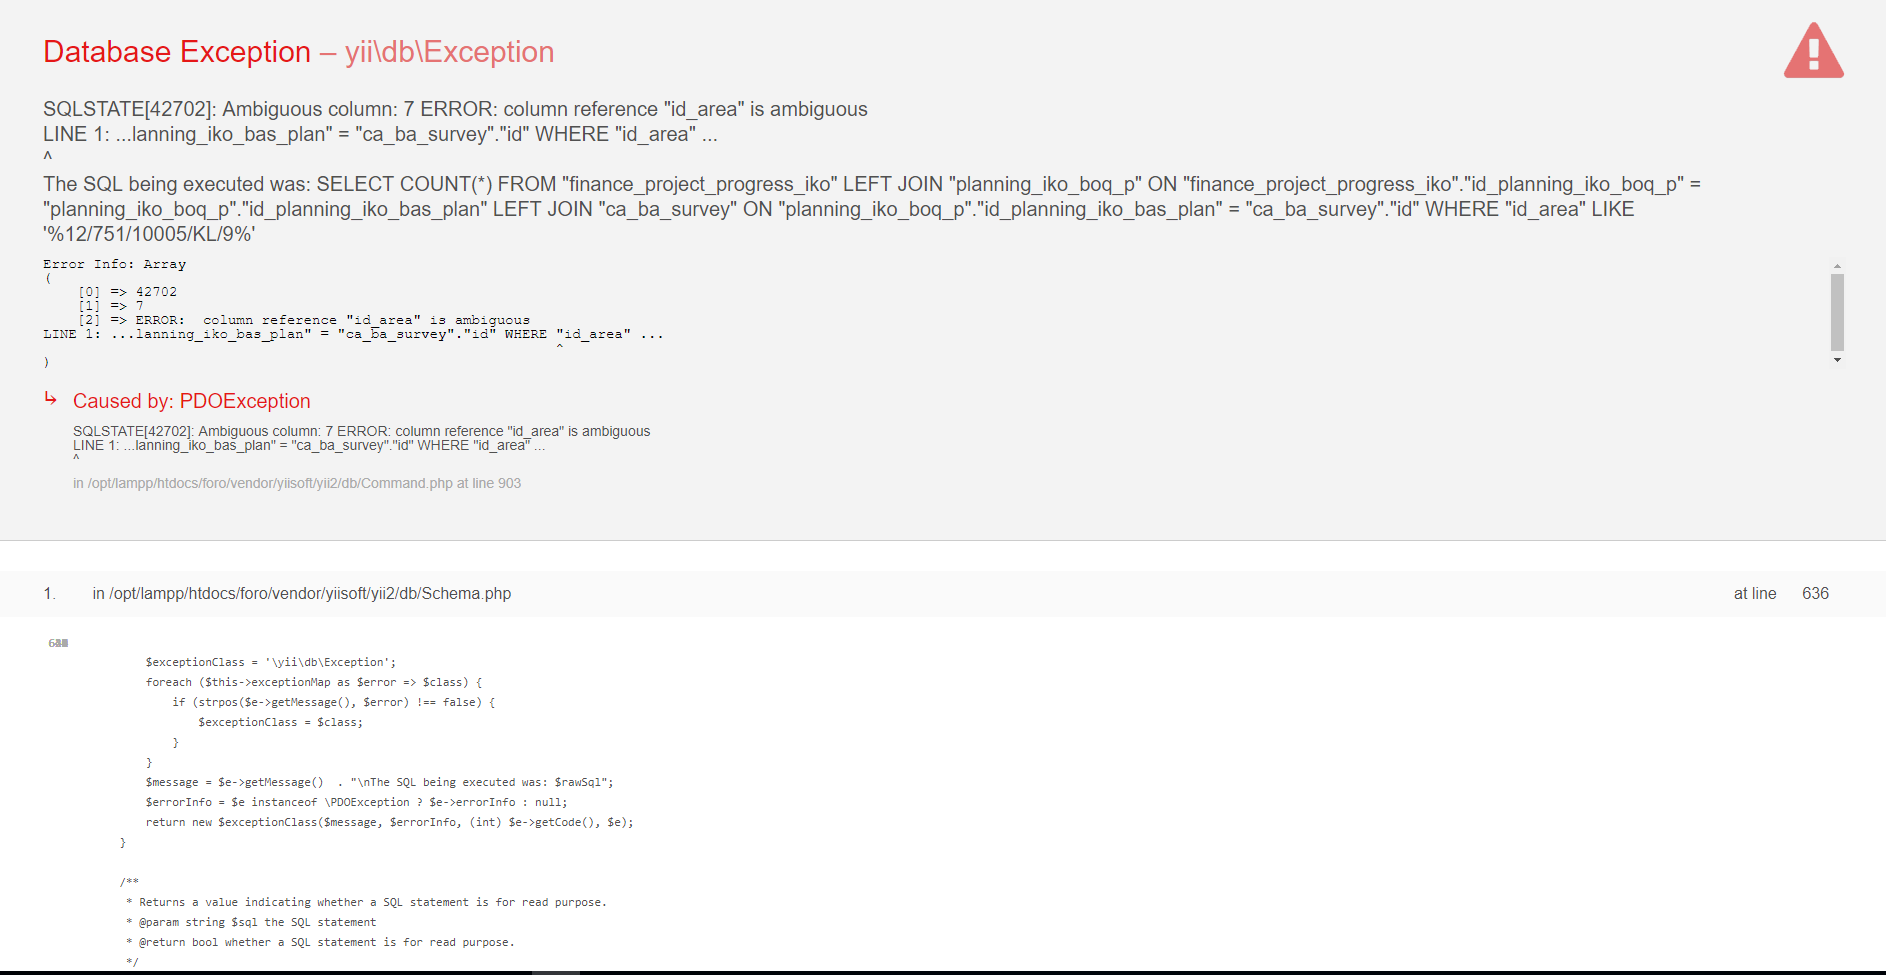 Database Exception – yii\db\Exception
SQLSTATE[42702]: Ambiguous column: 7 ERROR: column reference "id_area" is ambiguous
LINE 1: ...lanning_iko_bas_plan" = "ca_ba_survey"."id" WHERE "id_area" ...
^
The SQL being executed was: SELECT COUNT(*) FROM "finance_project_progress_iko" LEFT JOIN "planning_iko_boq_p" ON "finance_project_progress_iko"."id_planning_iko_boq_p" =
"planning_iko_boq_p"."id_planning_iko_bas_plan" LEFT JOIN "ca_ba_survey" ON "planning_iko_boq_p"."id_planning_iko_bas_plan" = "ca_ba_survey"."id" WHERE "id_area" LIKE
'%12/751/10005/KL/9%'
Error Info: Array
(
    [0] => 42702
    [1] => 7
    [2] => ERROR:  column reference "id_area" is ambiguous
LINE 1: ...lanning_iko_bas_plan" = "ca_ba_survey"."id" WHERE "id_area" ...
^
)
↳ Caused by: PDOException
SQLSTATE[42702]: Ambiguous column: 7 ERROR: column reference "id_area" is ambiguous
LINE 1: ...lanning_iko_bas_plan" = "ca_ba_survey"."id" WHERE "id_area" ...
^
in /opt/lampp/htdocs/foro/vendor/yiisoft/yii2/db/Command.php at line 903
1. in /opt/lampp/htdocs/foro/vendor/yiisoft/yii2/db/Schema.php at line 636
$exceptionClass = '\yii\db\Exception';
foreach ($this->exceptionMap as $error => $class) {
if (strpos($e->getMessage(), $error) !== false) {
$exceptionClass = $class;
}
}
$message = $e->getMessage()  . "\nThe SQL being executed was: $rawSql";
$errorInfo = $e instanceof \PDOException ? $e->errorInfo : null;
return new $exceptionClass($message, $errorInfo, (int) $e->getCode(), $e);
}
/**
* Returns a value indicating whether a SQL statement is for read purpose.
* @param string $sql the SQL statement
* @return bool whether a SQL statement is for read purpose.
*/